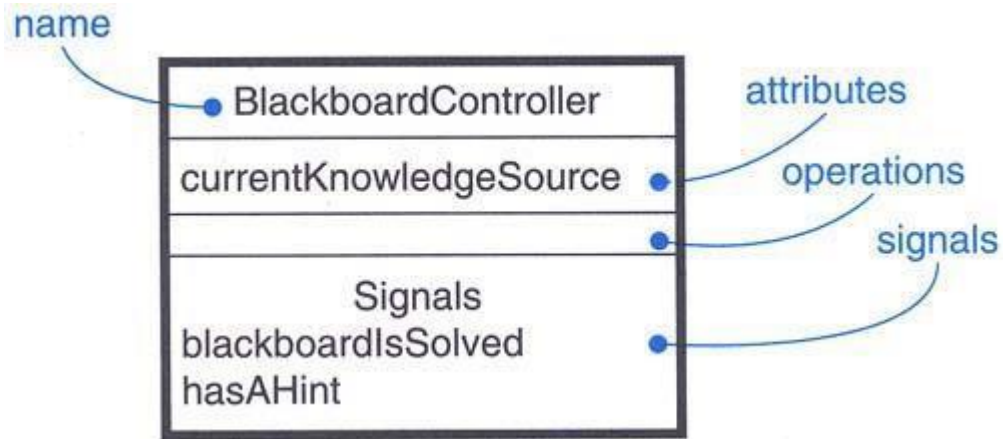 name
BlackboardController
attributes
currentKnowledgeSource
operations
signals
Signals
blackboardIsSolved
hasAHint